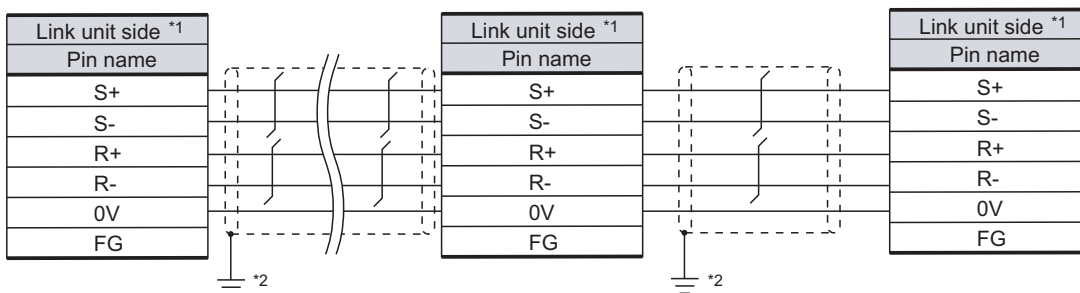 Link unit side *1
Pin name
S+
S-
R+
R-
0V
FG
*2
Link unit side *1
Pin name
S+
S-
R+
R-
0V
FG
*2
Link unit side *1
Pin name
S+
S-
R+
R-
0V
FG